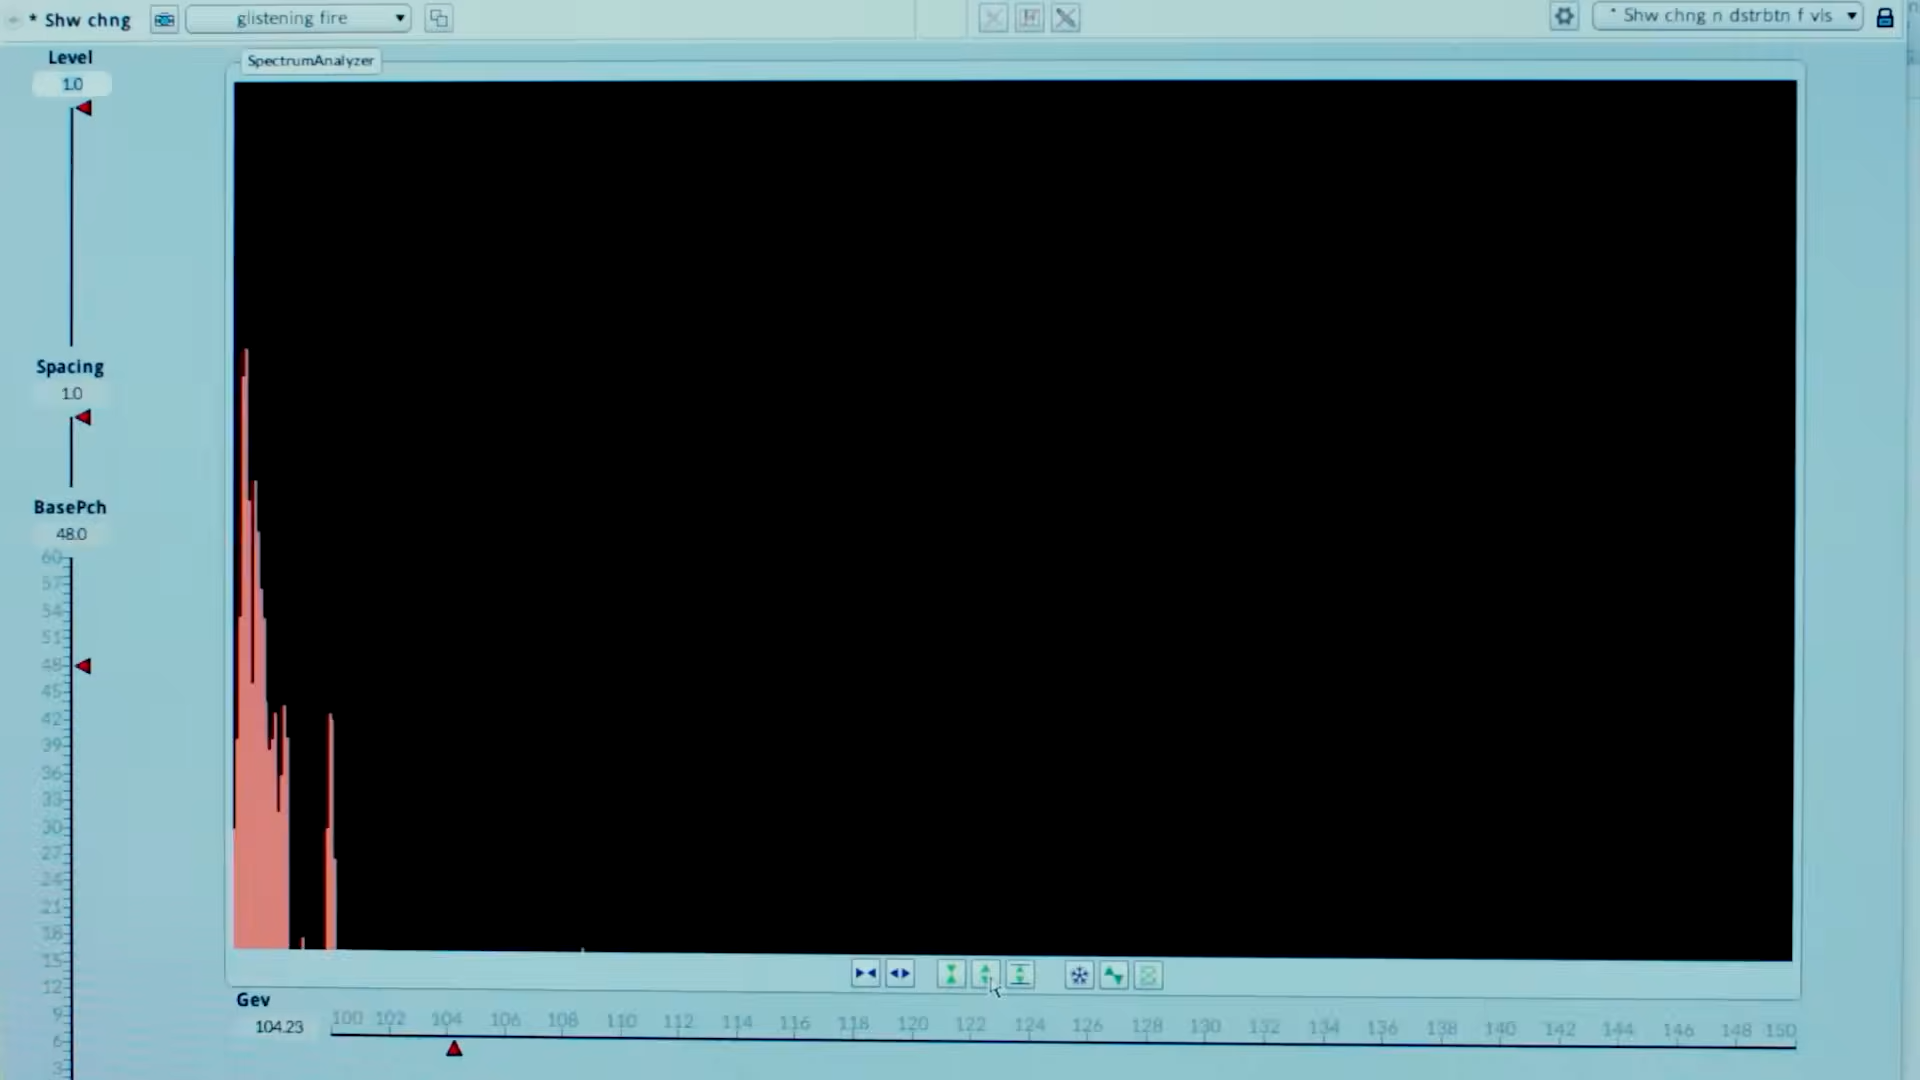 * Shw chng
glistening fire
* Shw chng n dstrbtn f vls
Level
1.0
SpectrumAnalyzer
Spacing
1.0
BasePch
48.0
60
57
54
51
48
45
42
39
36
33
30
27
24
21
18
15
12
9
6
3
Gev
104.23
100 102 104 106 108 110 112 114 116 118 120 122 124 126 128 130 132 134 136 138 140 142 144 146 148 150